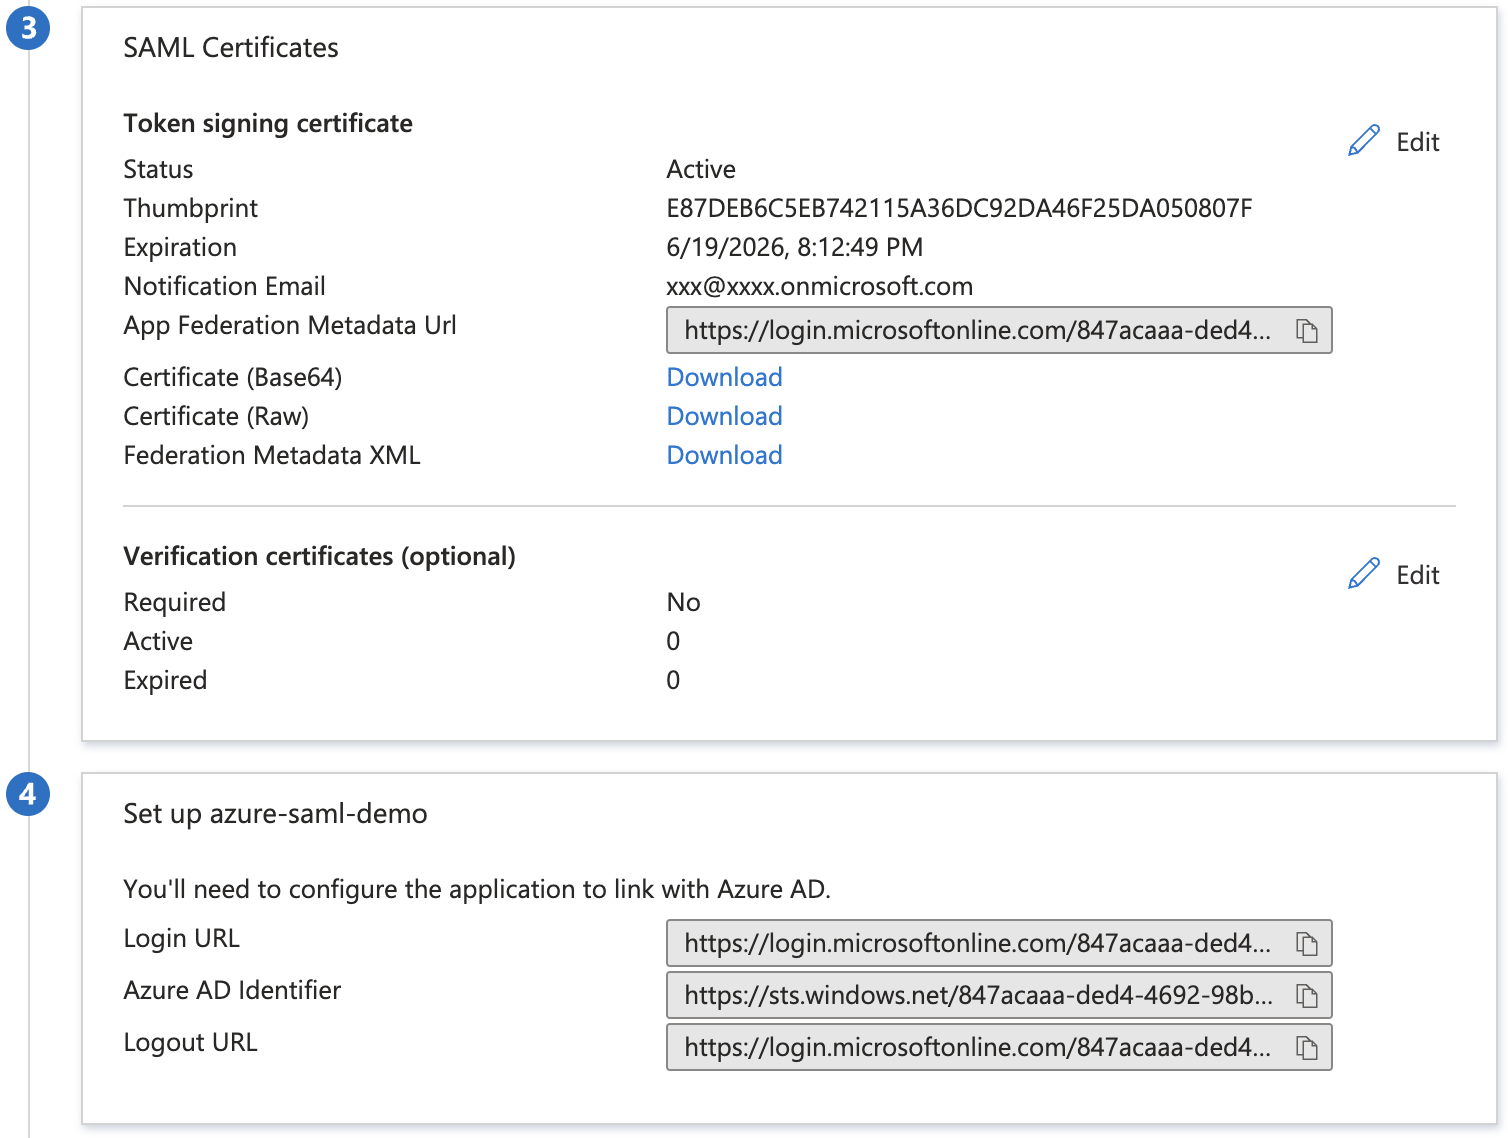 3
SAML Certificates
Token signing certificate
Edit
Status Active
Thumbprint E87DEB6C5EB742115A36DC92DA46F25DA050807F
Expiration 6/19/2026, 8:12:49 PM
Notification Email xxx@xxxx.onmicrosoft.com
App Federation Metadata Url https://login.microsoftonline.com/847acaaa-ded4...
Certificate (Base64) Download
Certificate (Raw) Download
Federation Metadata XML Download
Verification certificates (optional)
Edit
Required No
Active 0
Expired 0
4
Set up azure-saml-demo
You'll need to configure the application to link with Azure AD.
Login URL https://login.microsoftonline.com/847acaaa-ded4...
Azure AD Identifier https://sts.windows.net/847acaaa-ded4-4692-98b...
Logout URL https://login.microsoftonline.com/847acaaa-ded4...